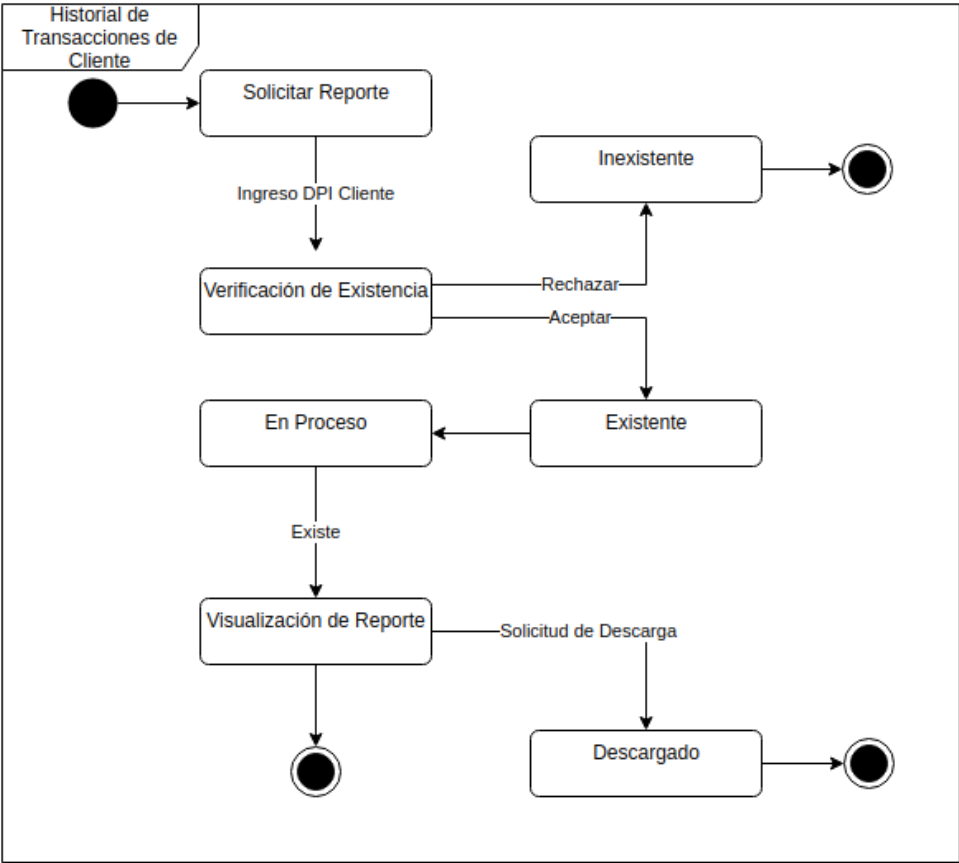 Historial de
Transacciones de
Cliente
Solicitar Reporte
Ingreso DPI Cliente
Inexistente
Verificación de Existencia
Rechazar
Aceptar
En Proceso
Existente
Existe
Visualización de Reporte
Solicitud de Descarga
Descargado